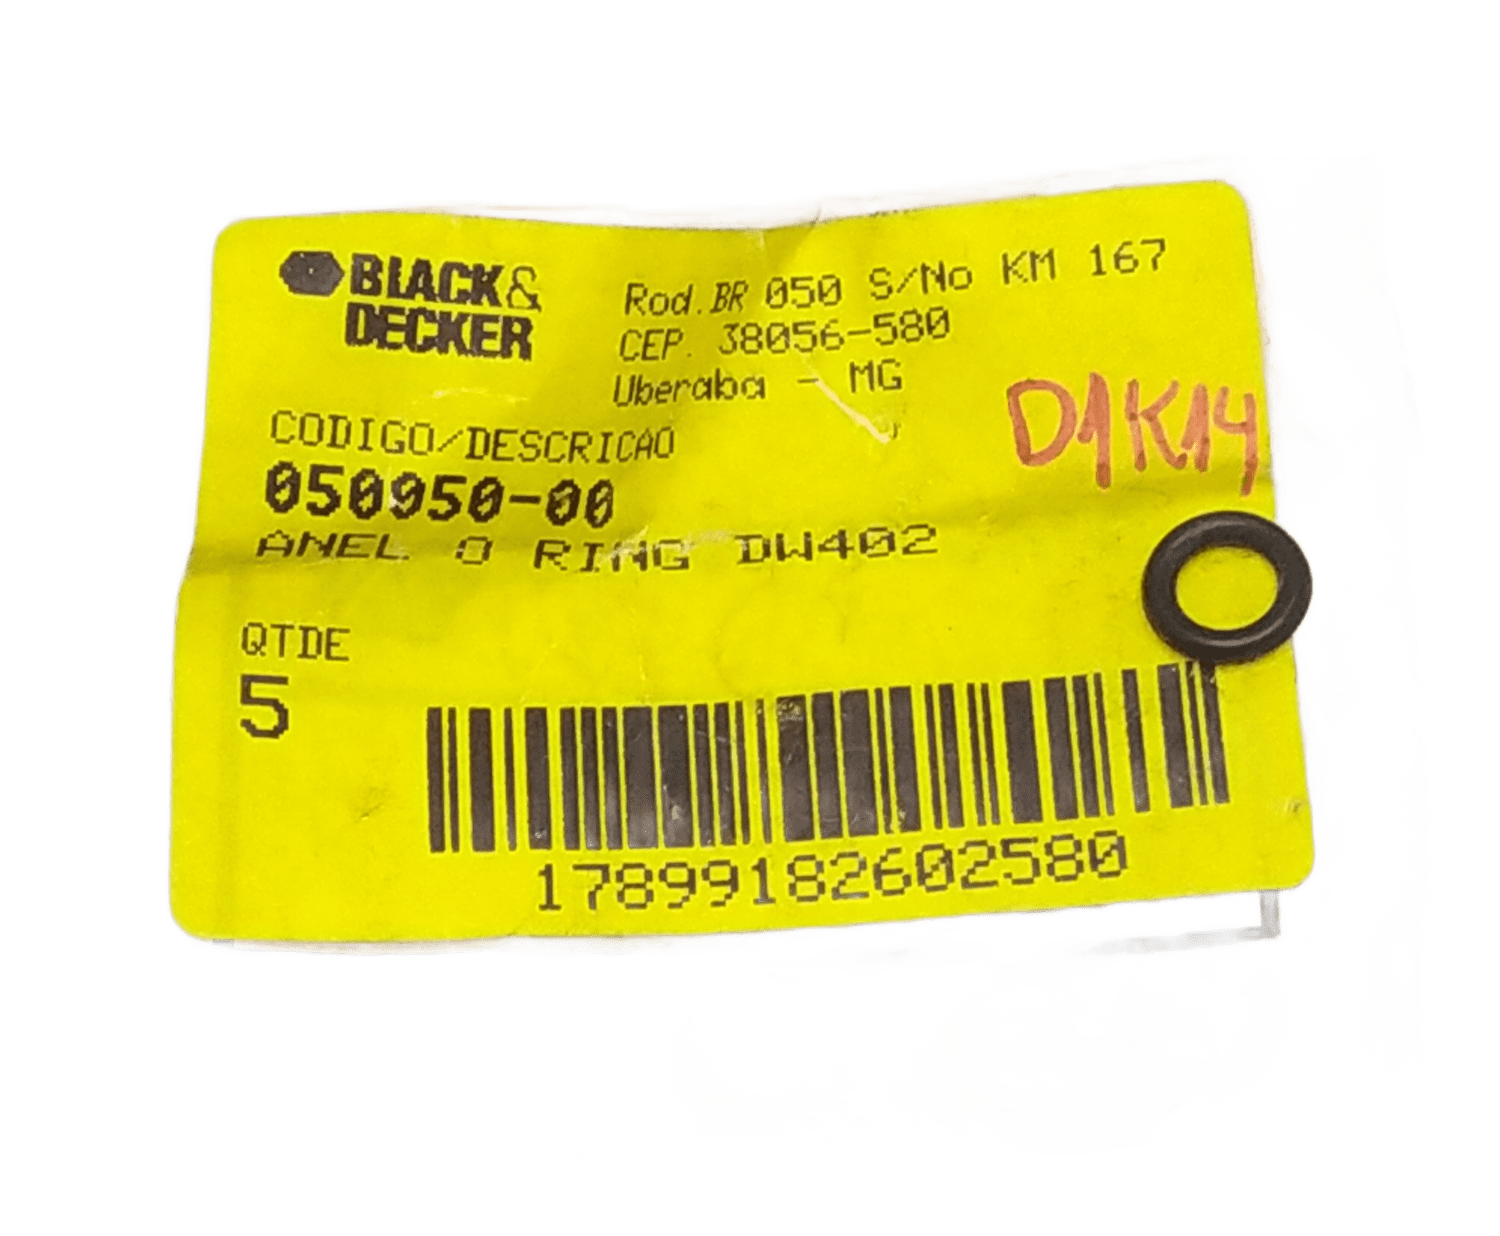 BLACK&
DECKER
Rod.BR 050 S/No KM 167
CEP. 38056-580
Uberaba - MG
D1K14
CODIGO/DESCRICAO
050950-00
ANEL O RING DW402
QTDE
5
17899182602580